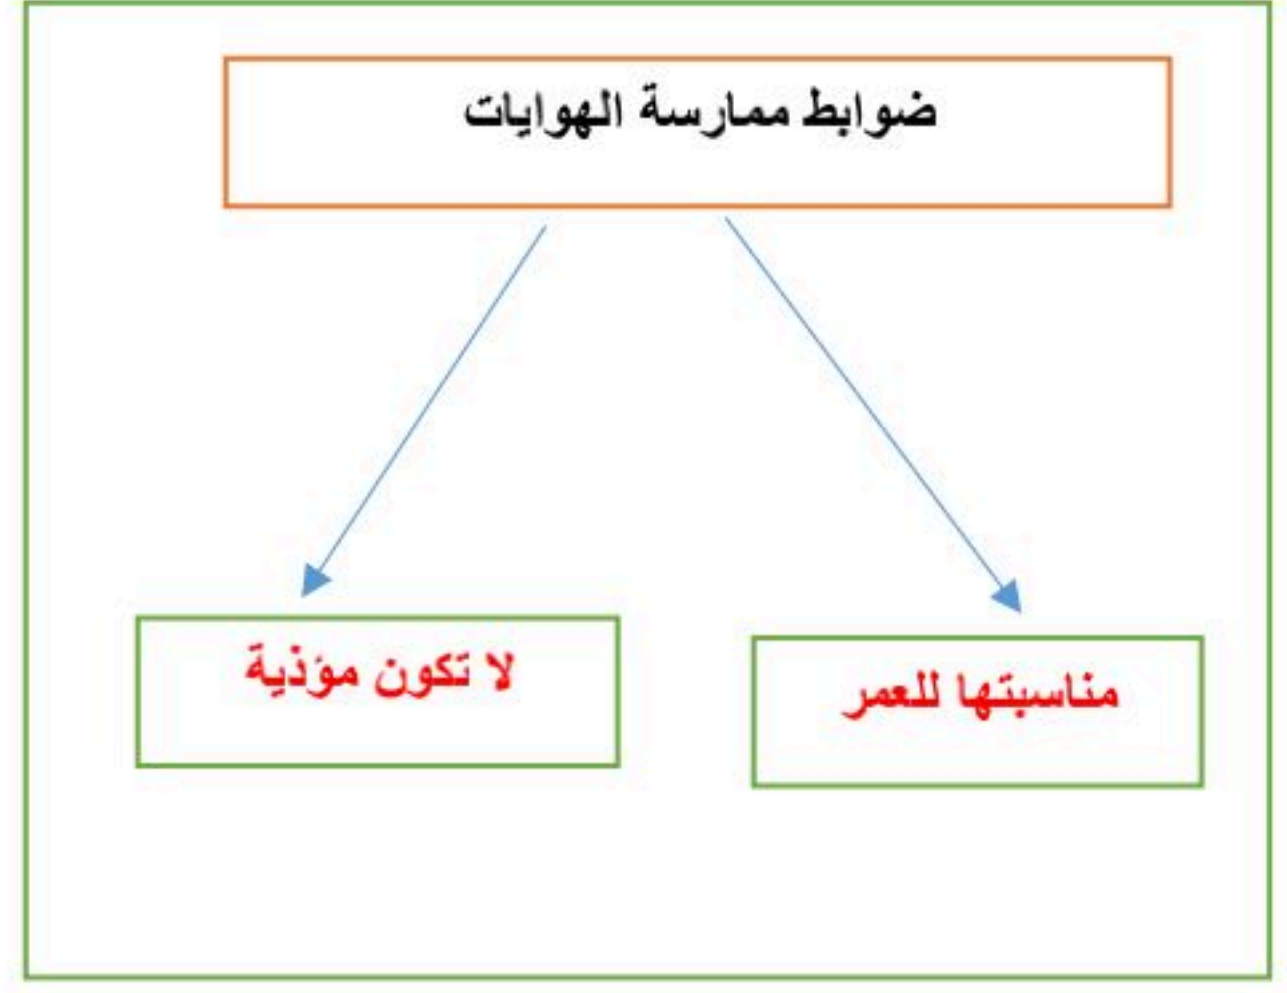 ضوابط ممارسة الهوايات
مناسبتها للعمر
لا تكون مؤذية